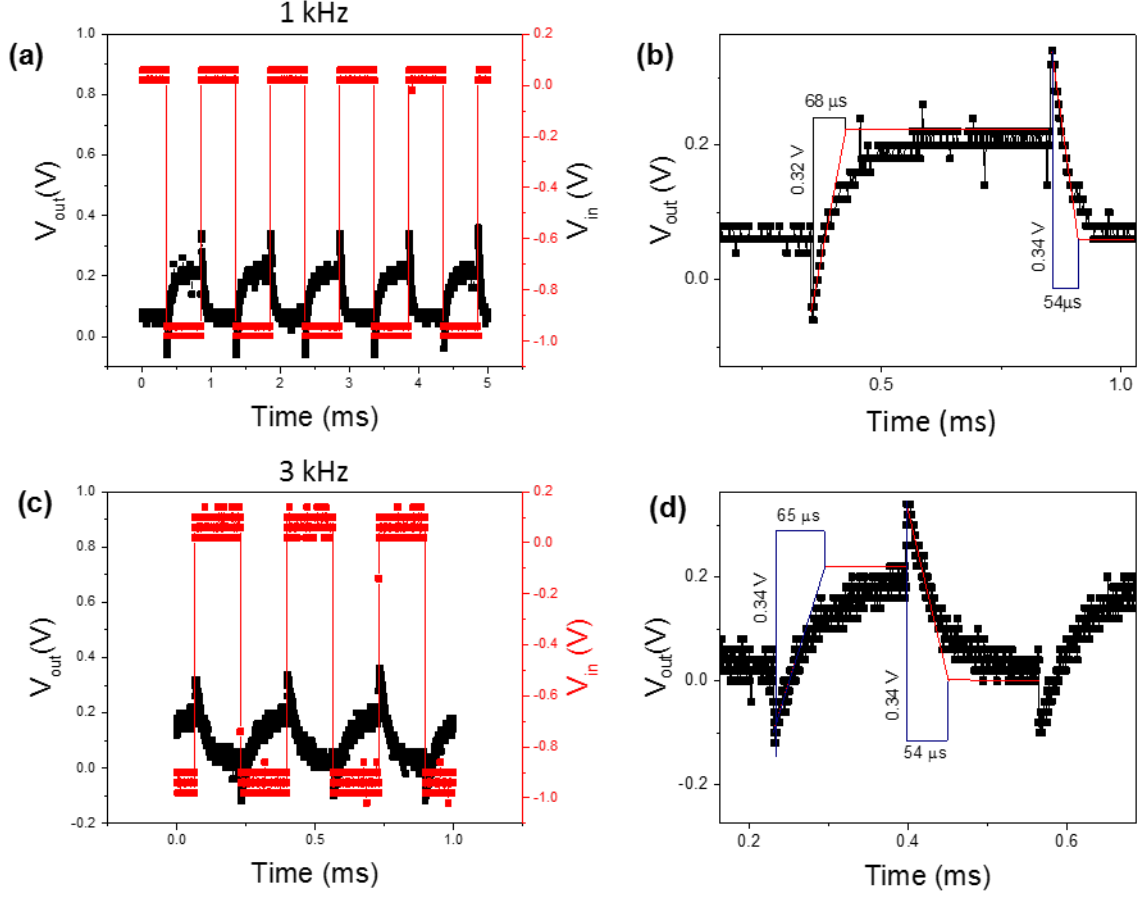 1 kHz
(a)
1.0
0.8
0.6
0.4
0.2
0.0
V_out(V)
0.2
0.0
-0.2
-0.4
-0.6
-0.8
-1.0
V_in (V)
0 1 2 3 4 5
Time (ms)
(b)
0.2
0.0
V_out (V)
68 μs
0.32 V
0.34 V
54μs
0.5 1.0
Time (ms)
3 kHz
(c)
1.0
0.8
0.6
0.4
0.2
0.0
-0.2
V_out(V)
0.2
0.0
-0.2
-0.4
-0.6
-0.8
-1.0
V_in (V)
0.0 0.5 1.0
Time (ms)
(d)
0.2
0.0
-0.2
V_out(V)
65 μs
0.34 V
0.34 V
54 μs
0.2 0.4 0.6
Time (ms)